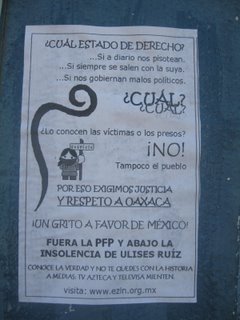 ¿CUÁL ESTADO DE DERECHO?
...Si a diario nos pisotean.
...Si siempre se salen con la suya.
...Si nos gobiernan malos políticos.
¿CUÁL?
¿CUÁL?
¿Lo conocen las víctimas o los presos?
¡NO!
Tampoco el pueblo
POR ESO EXIGIMOS JUSTICIA
Y RESPETO A OAXACA
¡UN GRITO A FAVOR DE MÉXICO!
FUERA LA PFP Y ABAJO LA
INSOLENCIA DE ULISES RUÍZ
CONOCE LA VERDAD Y NO TE QUEDES CON LA HISTORIA
A MEDIAS: TV AZTECA Y TELEVISA MIENTEN.
visita: www.ezln.org.mx